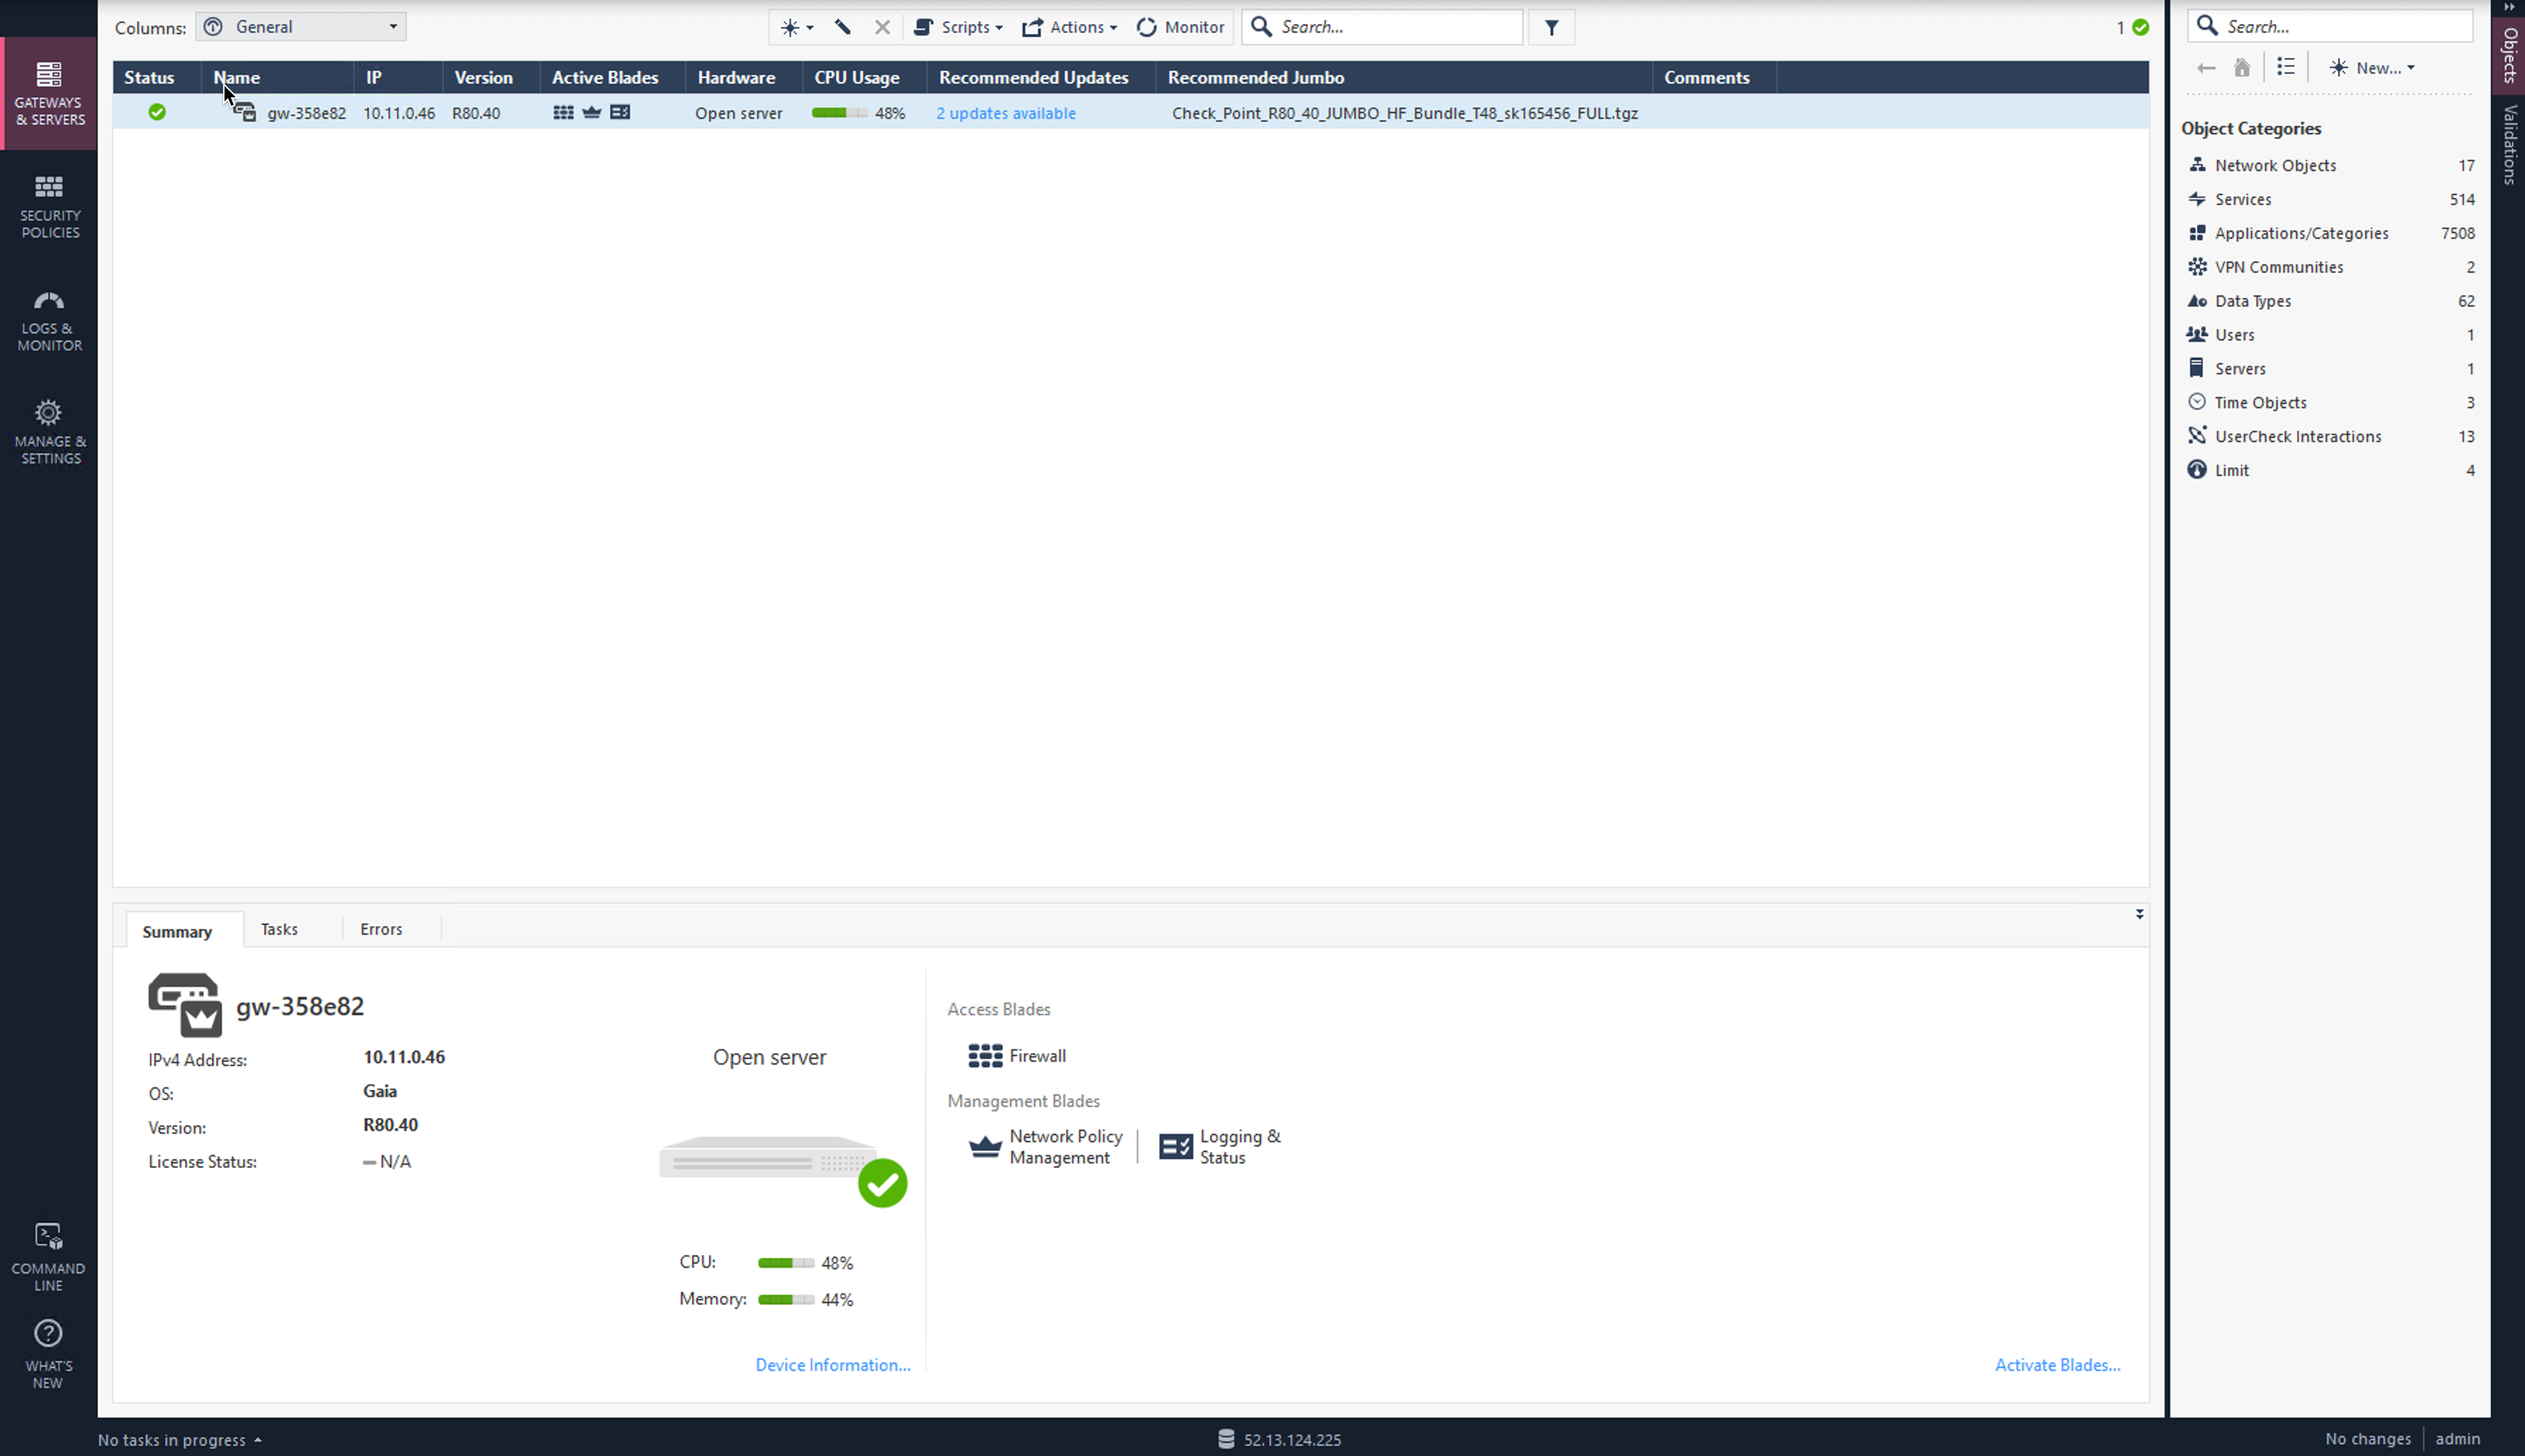 Columns: General
Scripts Actions Monitor Search... 1
Status Name IP Version Active Blades Hardware CPU Usage Recommended Updates Recommended Jumbo Comments
gw-358e82 10.11.0.46 R80.40 Open server 48% 2 updates available Check_Point_R80_40_JUMBO_HF_Bundle_T48_sk165456_FULL.tgz
GATEWAYS
& SERVERS
SECURITY
POLICIES
LOGS &
MONITOR
MANAGE &
SETTINGS
COMMAND
LINE
WHAT'S
NEW
Summary Tasks Errors
gw-358e82
IPv4 Address: 10.11.0.46
OS: Gaia
Version: R80.40
License Status: N/A
Open server
CPU: 48%
Memory: 44%
Device Information...
Access Blades
Firewall
Management Blades
Network Policy
Management
Logging &
Status
Activate Blades...
Search...
New...
Object Categories
Network Objects 17
Services 514
Applications/Categories 7508
VPN Communities 2
Data Types 62
Users 1
Servers 1
Time Objects 3
UserCheck Interactions 13
Limit 4
Objects
Validations
No tasks in progress 52.13.124.225 No changes admin